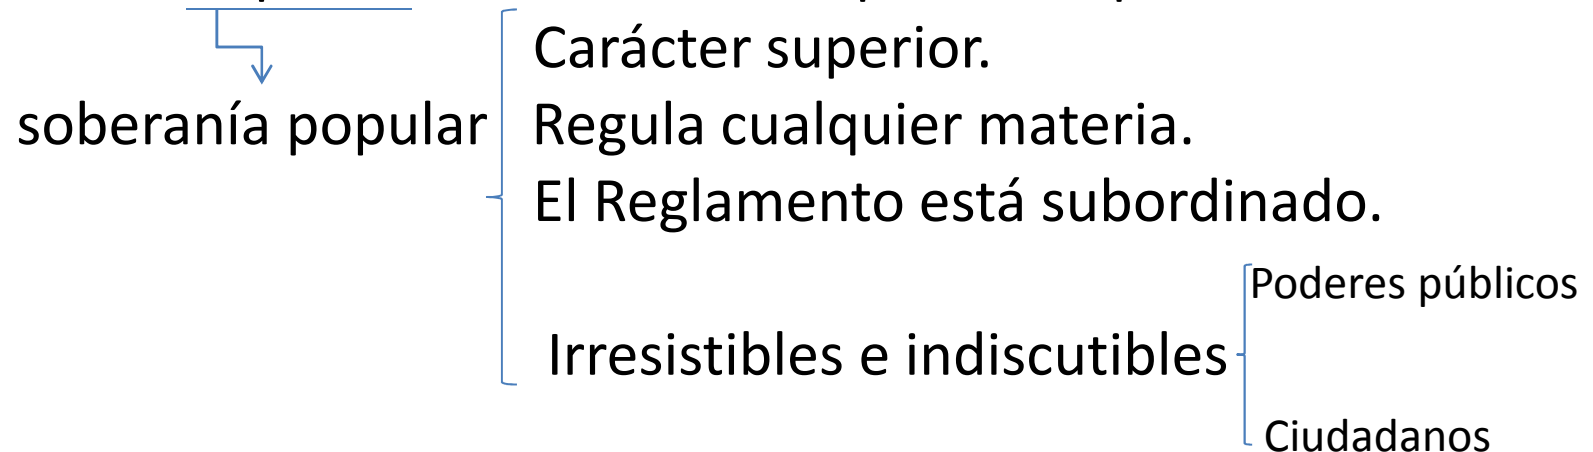 Carácter superior.
soberanía popular Regula cualquier materia.
El Reglamento está subordinado.
Poderes públicos
Irresistibles e indiscutibles
Ciudadanos